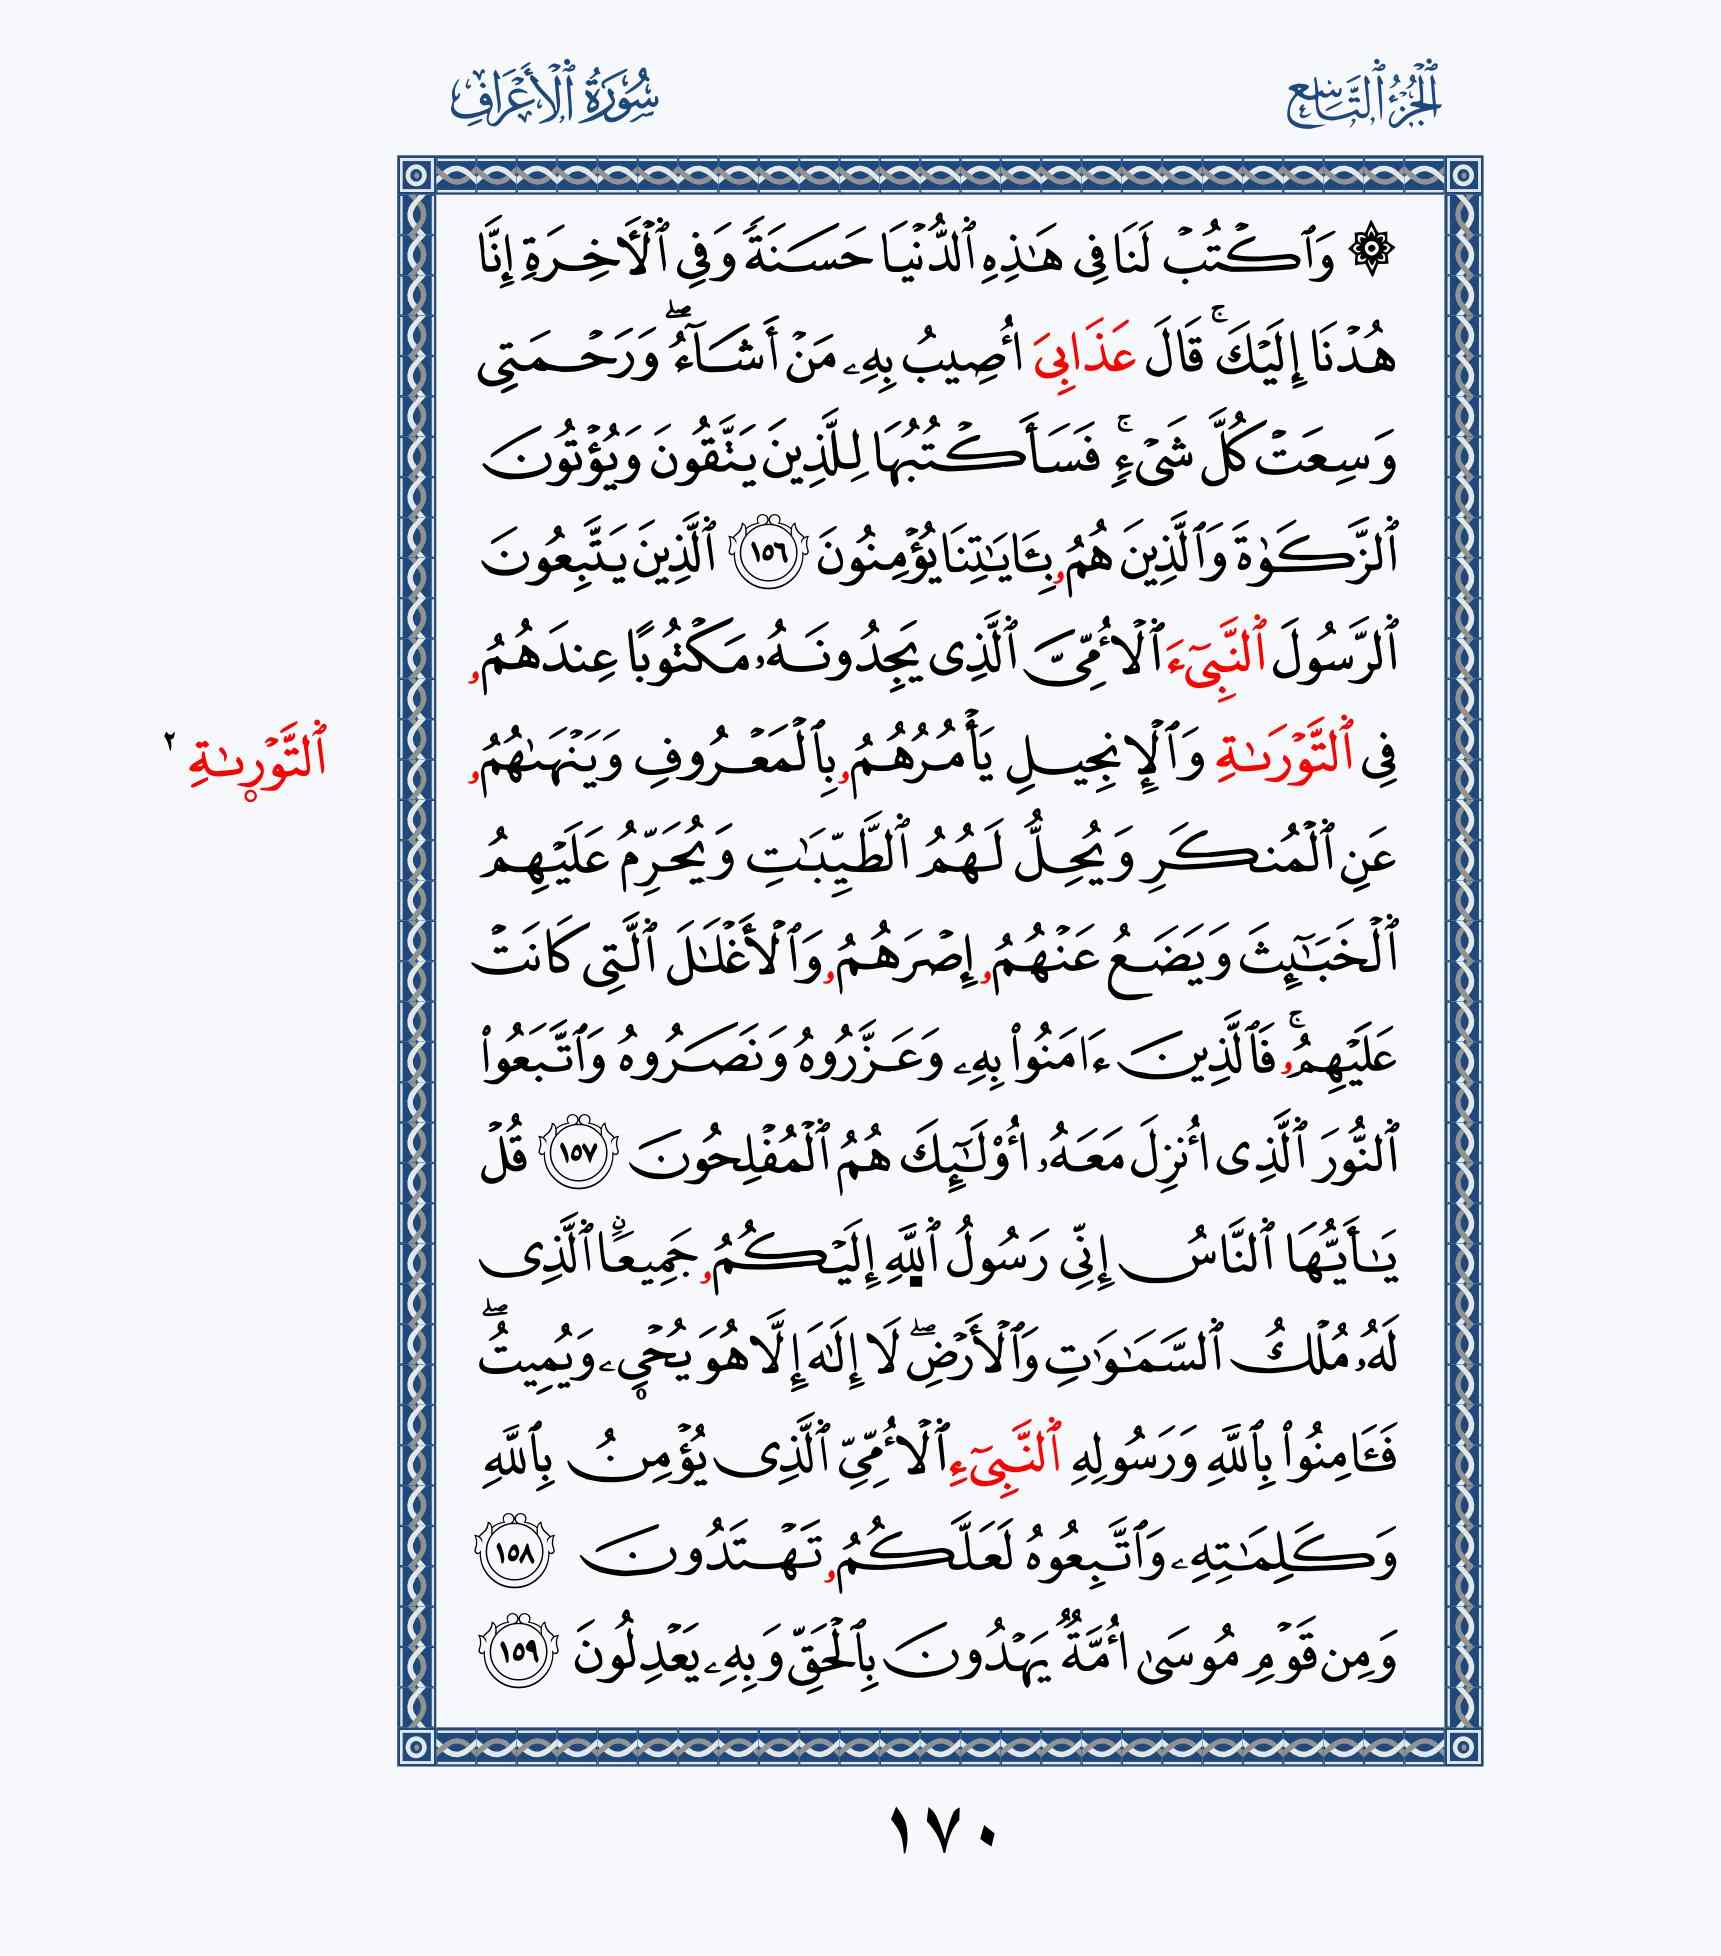 الجُزْءُ ٱلتَّاسِعُ
سُورَةُ ٱلْأَعْرَافِ
۞ وَٱكْتُبْ لَنَا فِى هَٰذِهِ ٱلدُّنْيَا حَسَنَةً وَفِى ٱلْأَخِرَةِ إِنَّا
هُدْنَا إِلَيْكَ ۚ قَالَ عَذَابِىَ أُصِيبُ بِهِۦ مَنْ أَشَآءُ ۖ وَرَحْمَتِى
وَسِعَتْ كُلَّ شَىْءٍ ۚ فَسَأَكْتُبُهَا لِلَّذِينَ يَتَّقُونَ وَيُؤْتُونَ
ٱلزَّكَوٰةَ وَٱلَّذِينَ هُمُۥ بِـَٔايَٰتِنَا يُؤْمِنُونَ ١٥٦ ٱلَّذِينَ يَتَّبِعُونَ
ٱلرَّسُولَ ٱلنَّبِىٓءَ ٱلْأُمِّىَّ ٱلَّذِى يَجِدُونَهُۥ مَكْتُوبًا عِندَهُمُۥ
فِى ٱلتَّوْرَىٰةِ وَٱلْإِنجِيلِ يَأْمُرُهُمُۥ بِٱلْمَعْرُوفِ وَيَنْهَىٰهُمُۥ
ٱلتَّوْرِىٰةِ ٢
عَنِ ٱلْمُنكَرِ وَيُحِلُّ لَهُمُ ٱلطَّيِّبَٰتِ وَيُحَرِّمُ عَلَيْهِمُ
ٱلْخَبَٰٓئِثَ وَيَضَعُ عَنْهُمُۥ إِصْرَهُمُۥ وَٱلْأَغْلَٰلَ ٱلَّتِى كَانَتْ
عَلَيْهِمُۥ ۚ فَٱلَّذِينَ ءَامَنُوا۟ بِهِۦ وَعَزَّرُوهُ وَنَصَرُوهُ وَٱتَّبَعُوا۟
ٱلنُّورَ ٱلَّذِى أُنزِلَ مَعَهُۥ أُو۟لَٰٓئِكَ هُمُ ٱلْمُفْلِحُونَ ١٥٧ قُلْ
يَٰأَيُّهَا ٱلنَّاسُ إِنِّى رَسُولُ ٱللَّهِ إِلَيْكُمُۥ جَمِيعًا ٱلَّذِى
لَهُۥ مُلْكُ ٱلسَّمَٰوَٰتِ وَٱلْأَرْضِ ۖ لَا إِلَٰهَ إِلَّا هُوَ يُحْىِۦ وَيُمِيتُ ۖ
فَـَٔامِنُوا۟ بِٱللَّهِ وَرَسُولِهِ ٱلنَّبِىٓءِ ٱلْأُمِّىِّ ٱلَّذِى يُؤْمِنُ بِٱللَّهِ
وَكَلِمَٰتِهِۦ وَٱتَّبِعُوهُ لَعَلَّكُمُۥ تَهْتَدُونَ ١٥٨
وَمِن قَوْمِ مُوسَىٰ أُمَّةٌ يَهْدُونَ بِٱلْحَقِّ وَبِهِۦ يَعْدِلُونَ ١٥٩
١٧٠